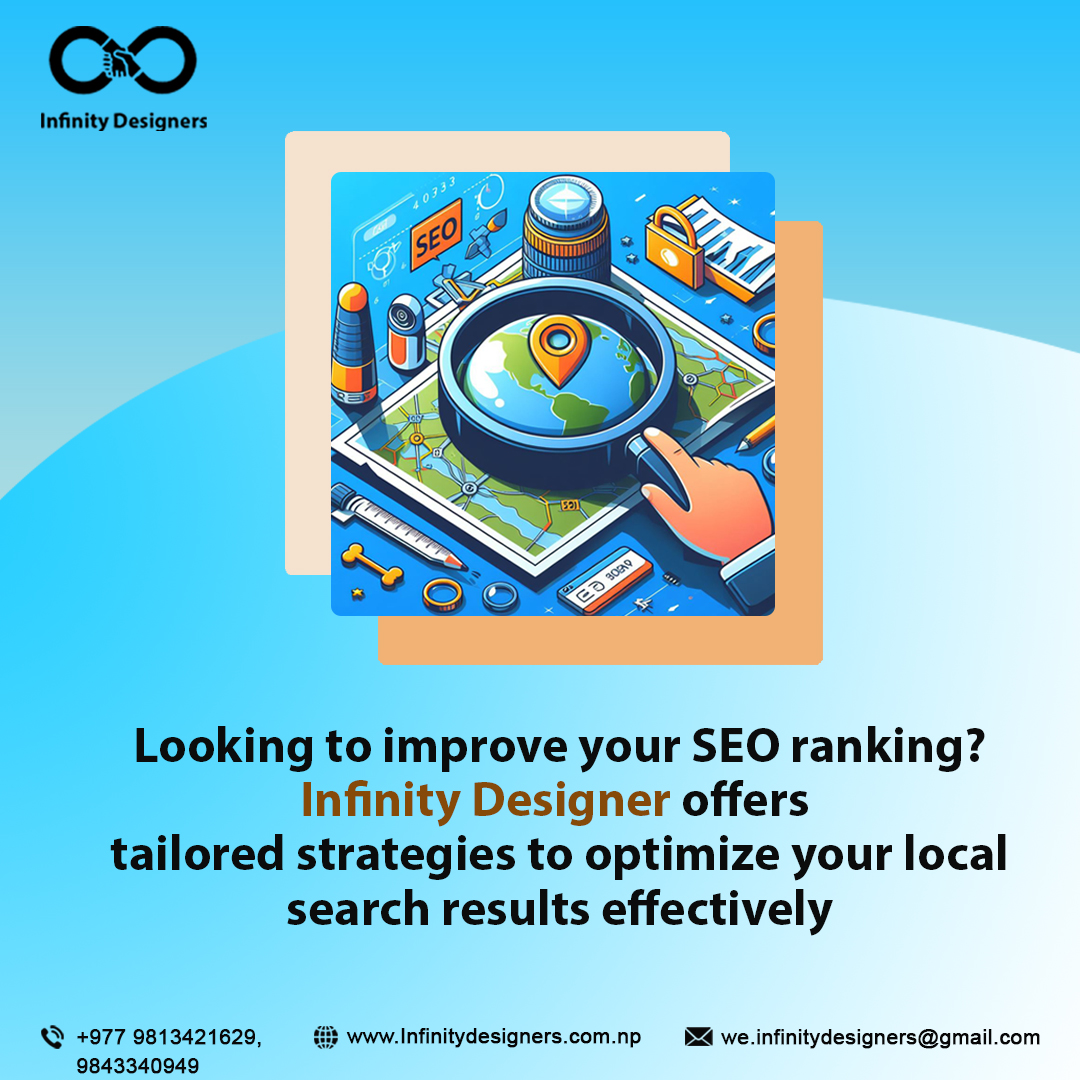 Infinity Designers
40333
SEO
Looking to improve your SEO ranking?
Infinity Designer offers
tailored strategies to optimize your local
search results effectively
+977 9813421629,
9843340949
www.Infinitydesigners.com.np
we.infinitydesigners@gmail.com